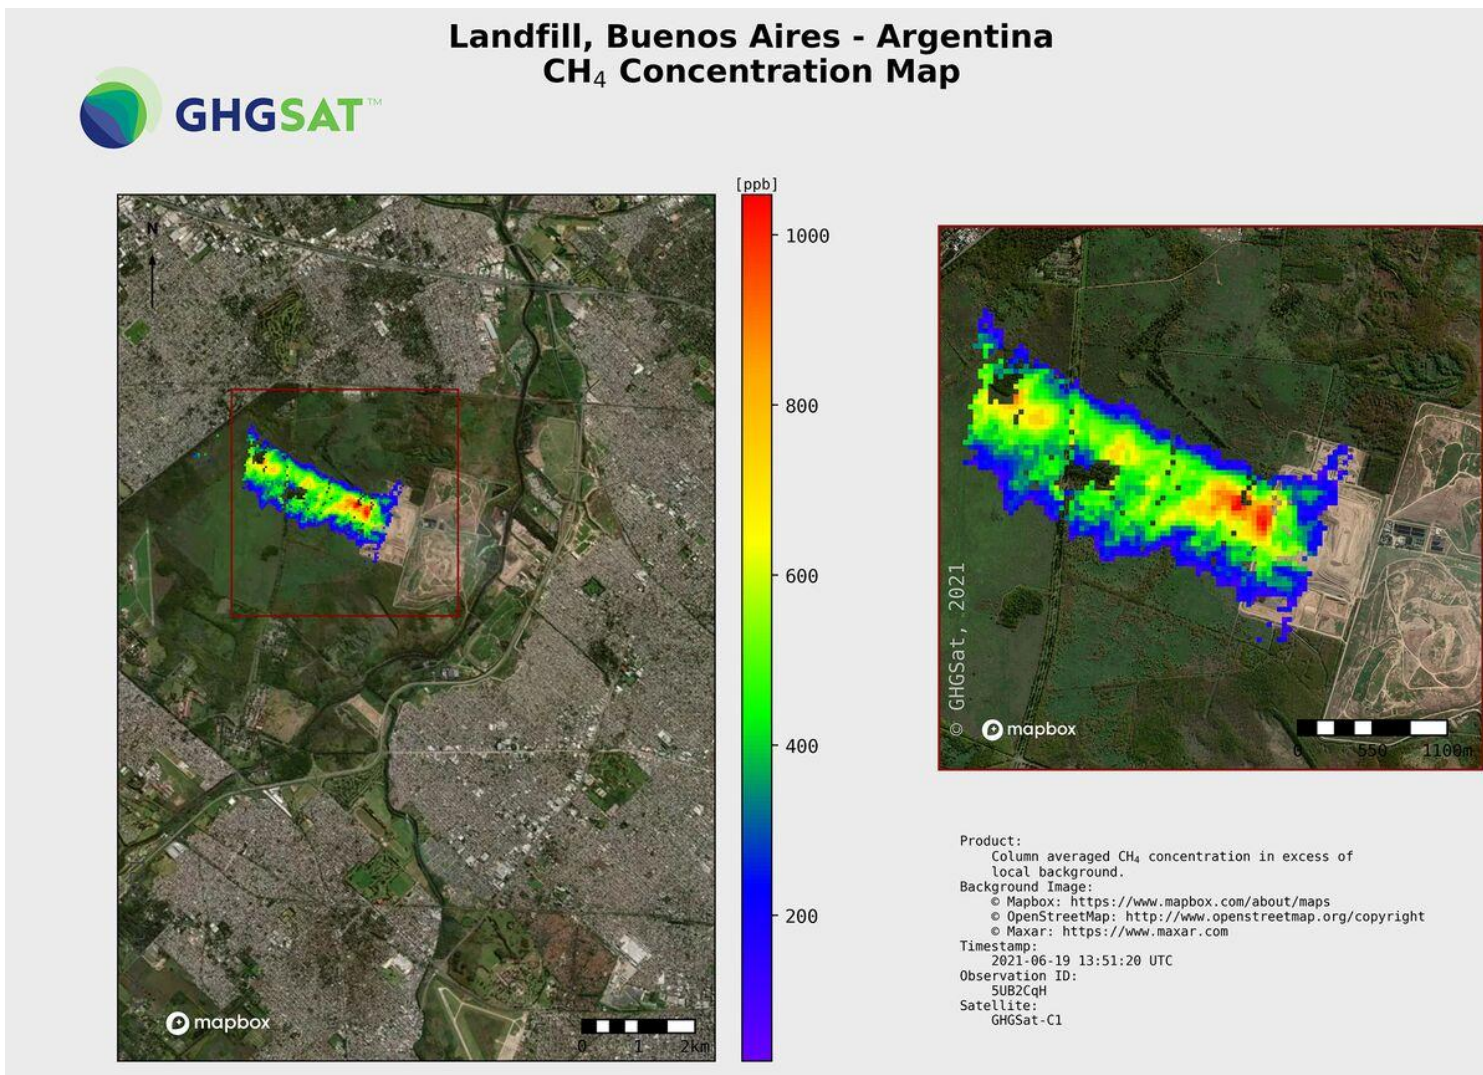 Landfill, Buenos Aires - Argentina
CH₄ Concentration Map
GHGSAT™
[ppb]
N
1000
800
600
400
200
mapbox
0 1 2km
© GHGSat, 2021
mapbox
0 550 1100m
Product:
Column averaged CH₄ concentration in excess of
local background.
Background Image:
© Mapbox: https://www.mapbox.com/about/maps
© OpenStreetMap: http://www.openstreetmap.org/copyright
© Maxar: https://www.maxar.com
Timestamp:
2021-06-19 13:51:20 UTC
Observation ID:
5UB2CqH
Satellite:
GHGSat-C1